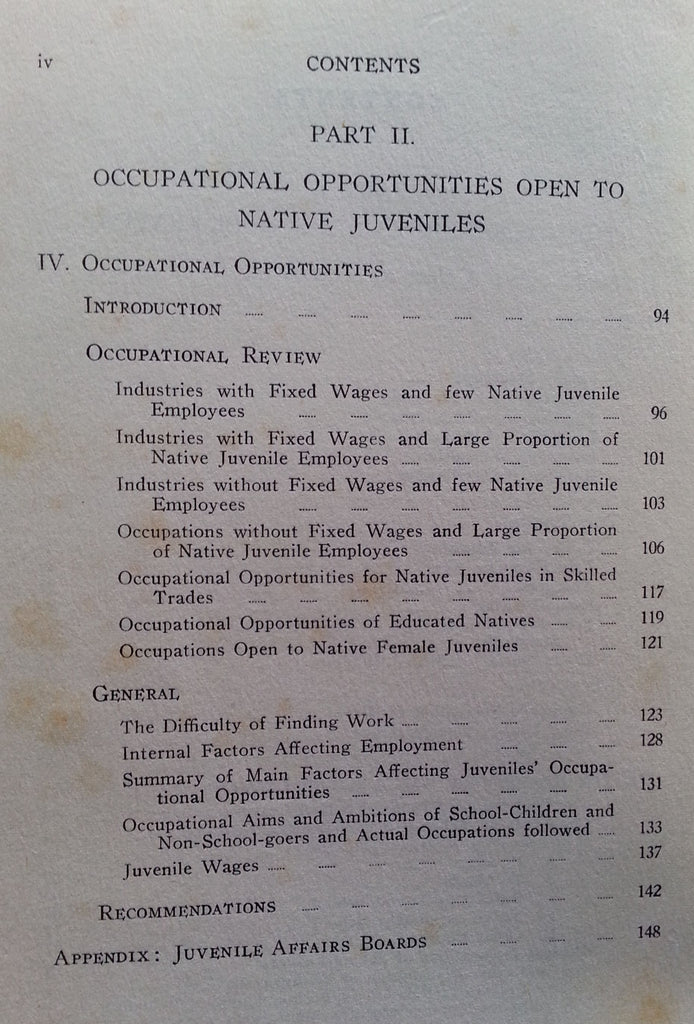 iv CONTENTS
PART II.
OCCUPATIONAL OPPORTUNITIES OPEN TO
NATIVE JUVENILES
IV. OCCUPATIONAL OPPORTUNITIES
INTRODUCTION ...... ...... ...... ...... ...... ...... ...... ...... 94
OCCUPATIONAL REVIEW
Industries with Fixed Wages and few Native Juvenile
Employees ...... ...... ...... ...... ...... ...... ...... 96
Industries with Fixed Wages and Large Proportion of
Native Juvenile Employees ...... ...... ...... ...... ...... 101
Industries without Fixed Wages and few Native Juvenile
Employees ...... ...... ...... ...... ...... ...... ...... 103
Occupations without Fixed Wages and Large Proportion
of Native Juvenile Employees ...... ...... ...... ...... 106
Occupational Opportunities for Native Juveniles in Skilled
Trades ...... ...... ...... ...... ...... ...... ...... ...... 117
Occupational Opportunities of Educated Natives ...... ...... 119
Occupations Open to Native Female Juveniles ...... ...... 121
GENERAL
The Difficulty of Finding Work ...... ...... ...... ...... ...... 123
Internal Factors Affecting Employment ...... ...... ...... 128
Summary of Main Factors Affecting Juveniles' Occupa-
tional Opportunities ...... ...... ...... ...... ...... ...... 131
Occupational Aims and Ambitions of School-Children and
Non-School-goers and Actual Occupations followed ...... 133
Juvenile Wages ...... ...... ...... ...... ...... ...... ...... 137
RECOMMENDATIONS ...... ...... ...... ...... ...... ...... ...... 142
APPENDIX: JUVENILE AFFAIRS BOARDS ...... ...... ...... ...... 148